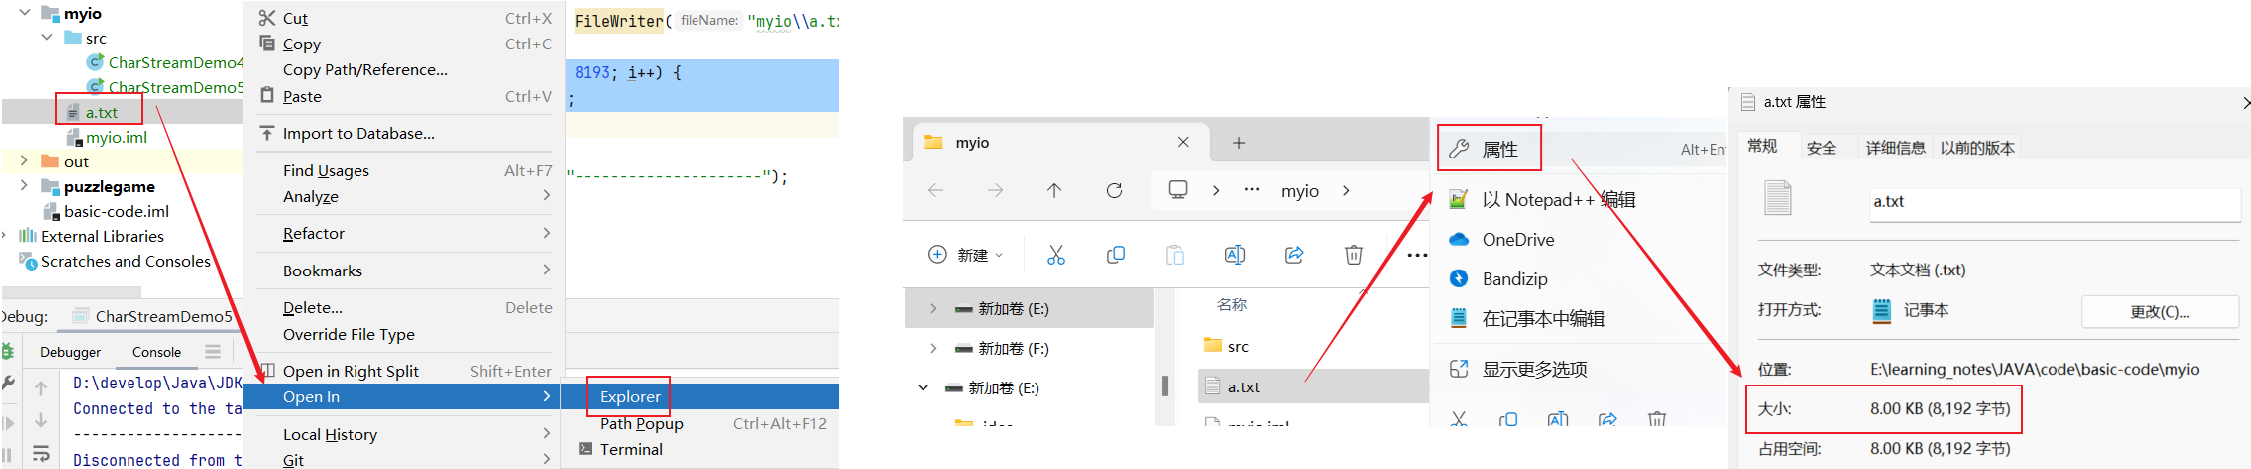 myio
src
CharStreamDemo4
CharStreamDemo5
a.txt
myio.iml
out
puzzlegame
basic-code.iml
External Libraries
Scratches and Consoles
Debug:
CharStreamDemo5
Debugger
Console
D:\develop\Java\JDK
Connected to the ta
Disconnected from t
Cut Ctrl+X
Copy Ctrl+C
Copy Path/Reference...
Paste Ctrl+V
Import to Database...
Find Usages Alt+F7
Analyze
Refactor
Bookmarks
Delete... Delete
Override File Type
Open in Right Split Shift+Enter
Open In
Local History
Git
Explorer
Path Popup Ctrl+Alt+F12
Terminal
FileWriter( fileName: "myio\\a.tx
8193; i++) {
;
"---------------------");
myio
myio
新建
新加卷 (E:)
新加卷 (F:)
新加卷 (E:)
名称
src
a.txt
myio.iml
属性 Alt+Ent
以 Notepad++ 编辑
OneDrive
Bandizip
在记事本中编辑
显示更多选项
a.txt 属性
常规 安全 详细信息 以前的版本
a.txt
文件类型: 文本文档 (.txt)
打开方式: 记事本 更改(C)...
位置: E:\learning_notes\JAVA\code\basic-code\myio
大小: 8.00 KB (8,192 字节)
占用空间: 8.00 KB (8,192 字节)